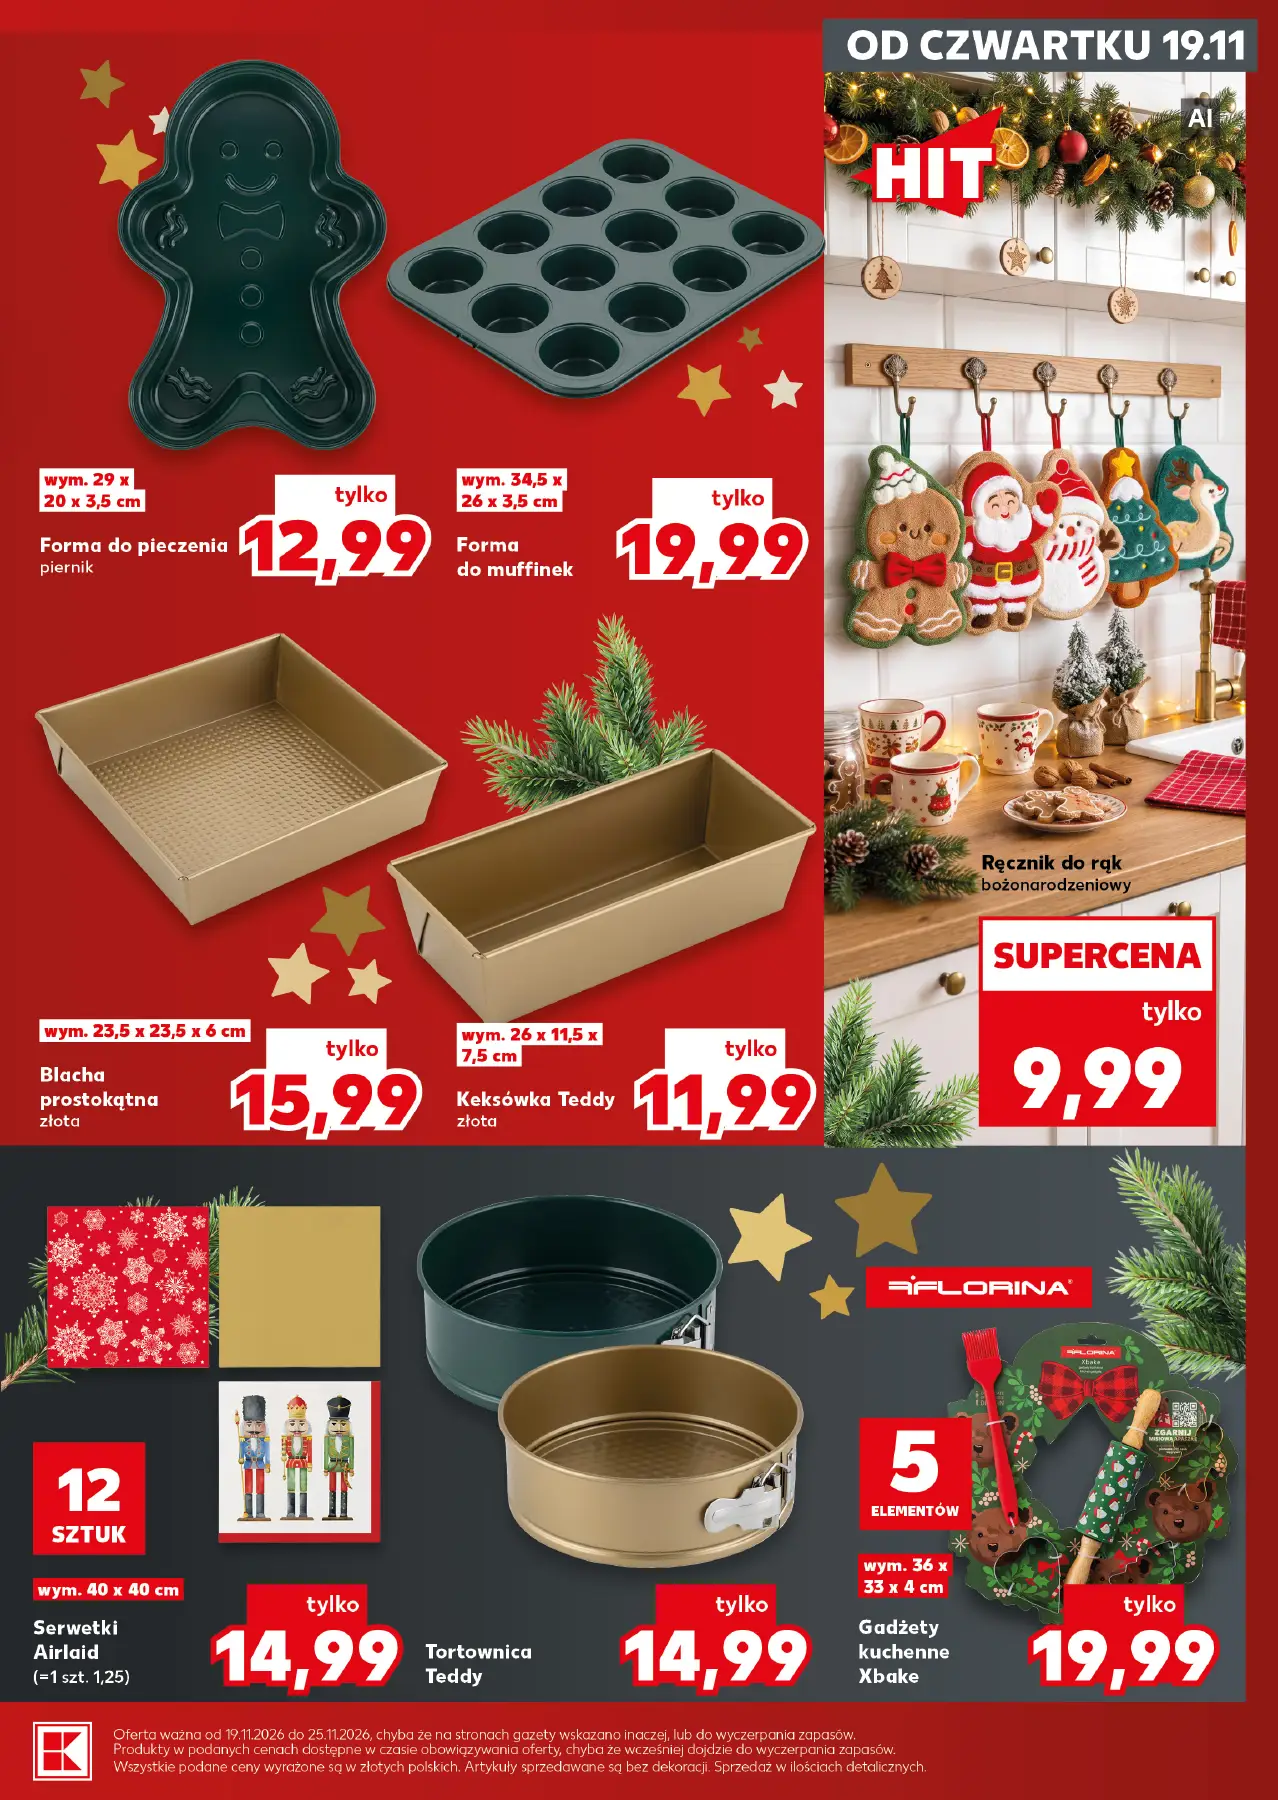 OD CZWARTKU 19.11
AI
HIT
wym. 29 x
20 x 3,5 cm
Forma do pieczenia
piernik
tylko
12,99
wym. 34,5 x
26 x 3,5 cm
Forma
do muffinek
tylko
19,99
Ręcznik do rąk
bożonarodzeniowy
SUPERCENA
tylko
9,99
wym. 23,5 x 23,5 x 6 cm
Blacha
prostokątna
złota
tylko
15,99
wym. 26 x 11,5 x
7,5 cm
Keksówka Teddy
złota
tylko
11,99
12
SZTUK
wym. 40 x 40 cm
Serwetki
Airlaid
(=1 szt. 1,25)
tylko
14,99
Tortownica
Teddy
tylko
14,99
FLORINA®
FLORINA
Xbake
ZGARNIJ
5
ELEMENTÓW
wym. 36 x
33 x 4 cm
Gadżety
kuchenne
Xbake
tylko
19,99
Oferta ważna od 19.11.2026 do 25.11.2026, chyba że na stronach gazety wskazano inaczej, lub do wyczerpania zapasów.
Produkty w podanych cenach dostępne w czasie obowiązywania oferty, chyba że wcześniej dojdzie do wyczerpania zapasów.
Wszystkie podane ceny wyrażone są w złotych polskich. Artykuły sprzedawane są bez dekoracji. Sprzedaż w ilościach detalicznych.